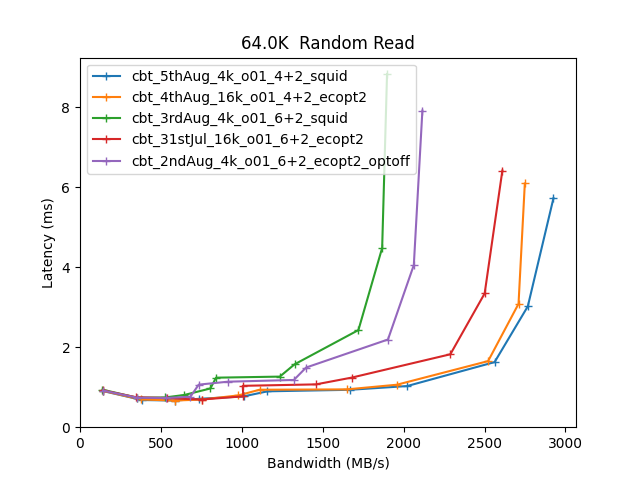 64.0K  Random Read
cbt_5thAug_4k_o01_4+2_squid
cbt_4thAug_16k_o01_4+2_ecopt2
cbt_3rdAug_4k_o01_6+2_squid
cbt_31stJul_16k_o01_6+2_ecopt2
cbt_2ndAug_4k_o01_6+2_ecopt2_optoff
Latency (ms)
8
6
4
2
0
0 500 1000 1500 2000 2500 3000
Bandwidth (MB/s)